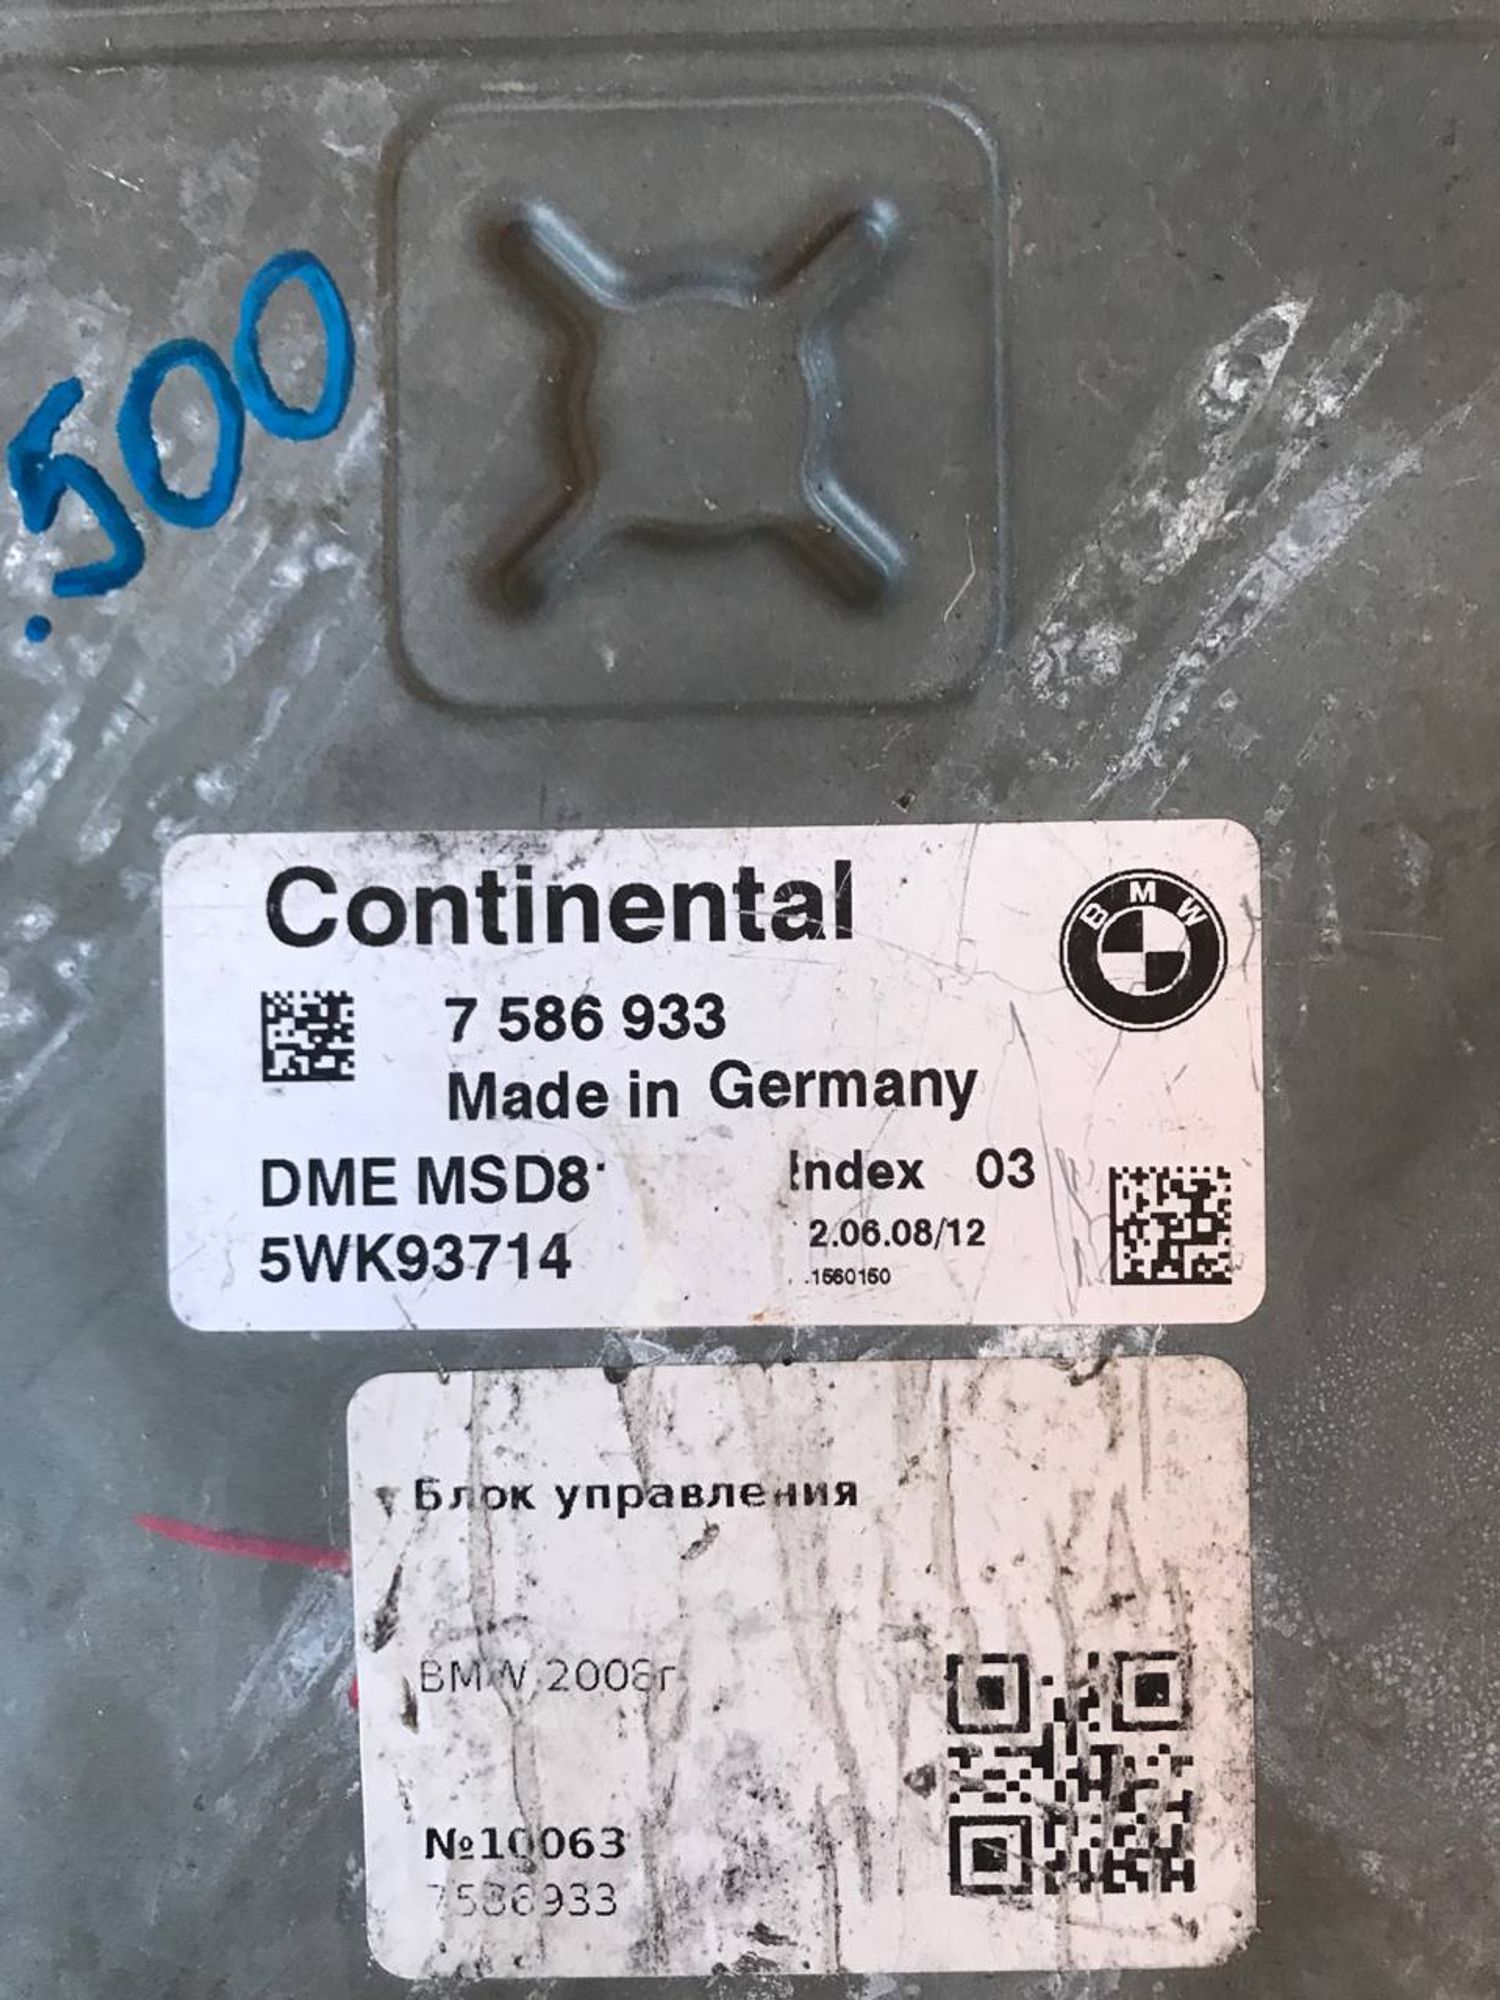 .500
Continental
BMW
7 586 933
Made in Germany
DME MSD8
Index 03
5WK93714
2.06.08/12
1560150
Блок управления
BMW 2008г
№10063
7586933